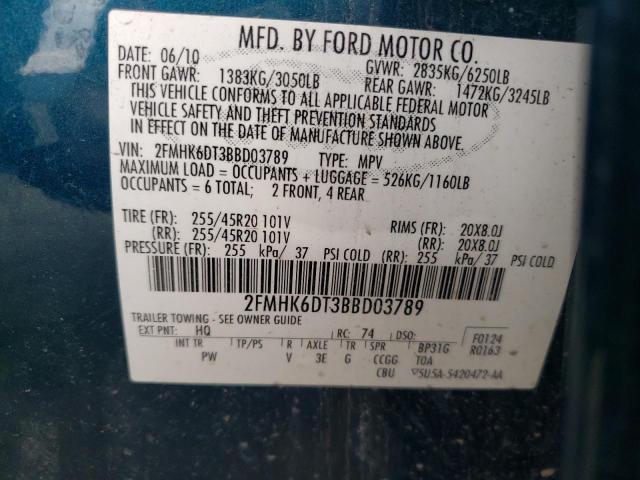 MFD. BY FORD MOTOR CO.
DATE: 06/10 GVWR: 2835KG/6250LB
FRONT GAWR: 1383KG/3050LB REAR GAWR: 1472KG/3245LB
THIS VEHICLE CONFORMS TO ALL APPLICABLE FEDERAL MOTOR
VEHICLE SAFETY AND THEFT PREVENTION STANDARDS
IN EFFECT ON THE DATE OF MANUFACTURE SHOWN ABOVE.
VIN: 2FMHK6DT3BBD03789 TYPE: MPV
MAXIMUM LOAD = OCCUPANTS + LUGGAGE = 526KG/1160LB
OCCUPANTS = 6 TOTAL; 2 FRONT, 4 REAR
TIRE (FR): 255/45R20 101V RIMS (FR): 20X8.0J
(RR): 255/45R20 101V (RR): 20X8.0J
PRESSURE (FR): 255 kPa/ 37 PSI COLD (RR): 255 kPa/ 37 PSI COLD
2FMHK6DT3BBD03789
TRAILER TOWING - SEE OWNER GUIDE
EXT PNT: HQ RC: 74 DSO: F0124
INT TR TP/PS R AXLE TR SPR BP31G R0163
PW V 3E G CCGG TOA
CBU 5U5A-5420472-AA